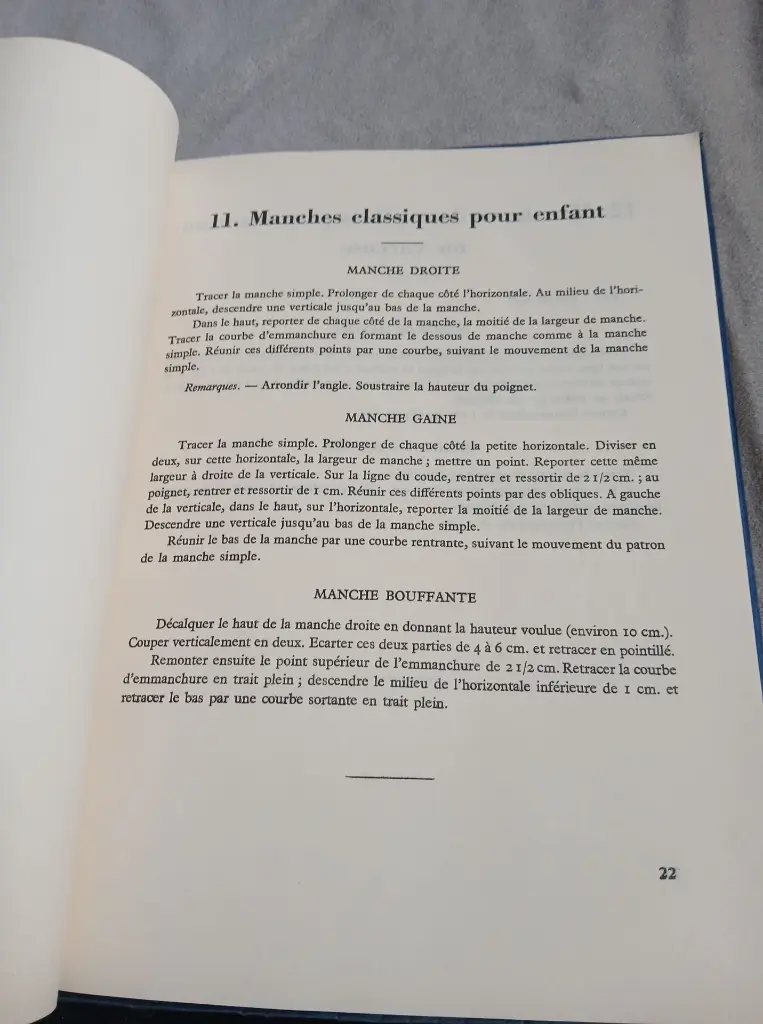 11. Manches classiques pour enfant
MANCHE DROITE
Tracer la manche simple. Prolonger de chaque côté l'horizontale. Au milieu de l'hori-
zontale, descendre une verticale jusqu'au bas de la manche.
Dans le haut, reporter de chaque côté de la manche, la moitié de la largeur de manche.
Tracer la courbe d'emmanchure en formant le dessous de manche comme à la manche
simple. Réunir ces différents points par une courbe, suivant le mouvement de la manche
simple.
Remarques. — Arrondir l'angle. Soustraire la hauteur du poignet.
MANCHE GAINE
Tracer la manche simple. Prolonger de chaque côté la petite horizontale. Diviser en
deux, sur cette horizontale, la largeur de manche ; mettre un point. Reporter cette même
largeur à droite de la verticale. Sur la ligne du coude, rentrer et ressortir de 2 1/2 cm. ; au
poignet, rentrer et ressortir de 1 cm. Réunir ces différents points par des obliques. A gauche
de la verticale, dans le haut, sur l'horizontale, reporter la moitié de la largeur de manche.
Descendre une verticale jusqu'au bas de la manche simple.
Réunir le bas de la manche par une courbe rentrante, suivant le mouvement du patron
de la manche simple.
MANCHE BOUFFANTE
Décalquer le haut de la manche droite en donnant la hauteur voulue (environ 10 cm.).
Couper verticalement en deux. Ecarter ces deux parties de 4 à 6 cm. et retracer en pointillé.
Remonter ensuite le point supérieur de l'emmanchure de 2 1/2 cm. Retracer la courbe
d'emmanchure en trait plein ; descendre le milieu de l'horizontale inférieure de 1 cm. et
retracer le bas par une courbe sortante en trait plein.
22